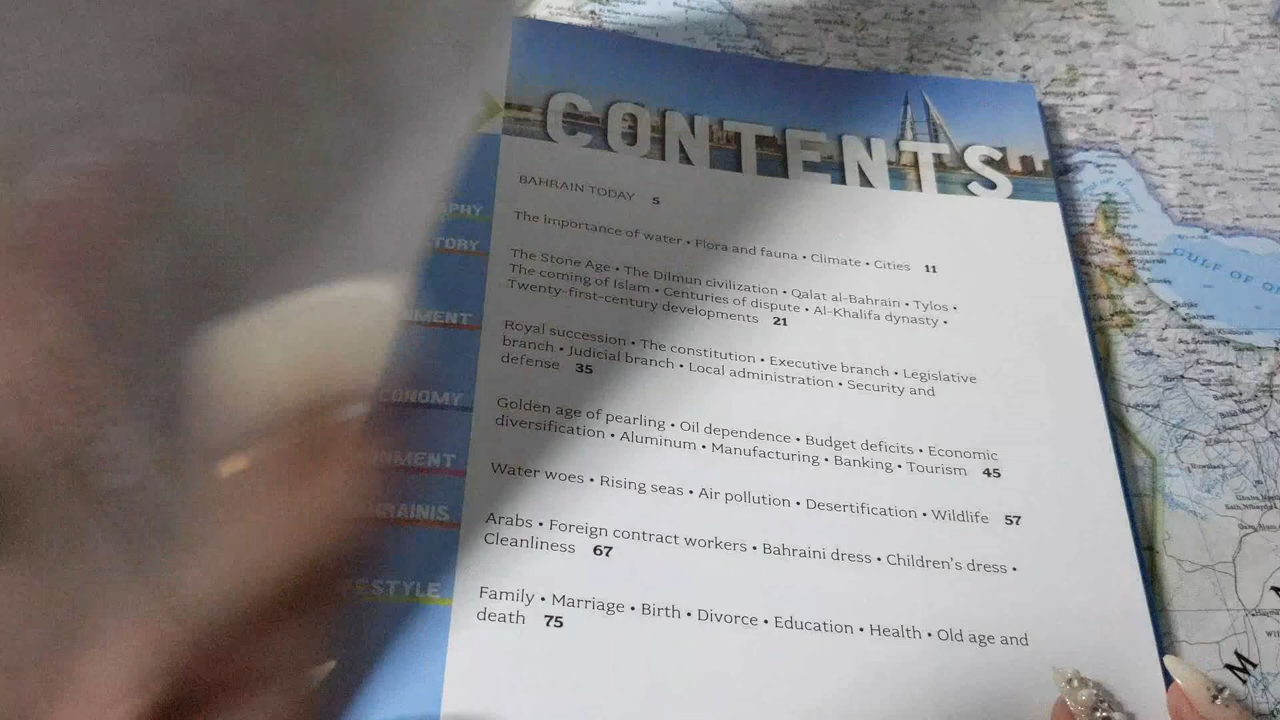 CONTENTS
BAHRAIN TODAY 5
The importance of water • Flora and fauna • Climate • Cities 11
The Stone Age • The Dilmun civilization • Qalat al-Bahrain • Tylos •
The coming of Islam • Centuries of dispute • Al-Khalifa dynasty •
Twenty-first-century developments 21
Royal succession • The constitution • Executive branch • Legislative
branch • Judicial branch • Local administration • Security and
defense 35
Golden age of pearling • Oil dependence • Budget deficits • Economic
diversification • Aluminum • Manufacturing • Banking • Tourism 45
Water woes • Rising seas • Air pollution • Desertification • Wildlife 57
Arabs • Foreign contract workers • Bahraini dress • Children's dress •
Cleanliness 67
Family • Marriage • Birth • Divorce • Education • Health • Old age and
death 75
GULF OF